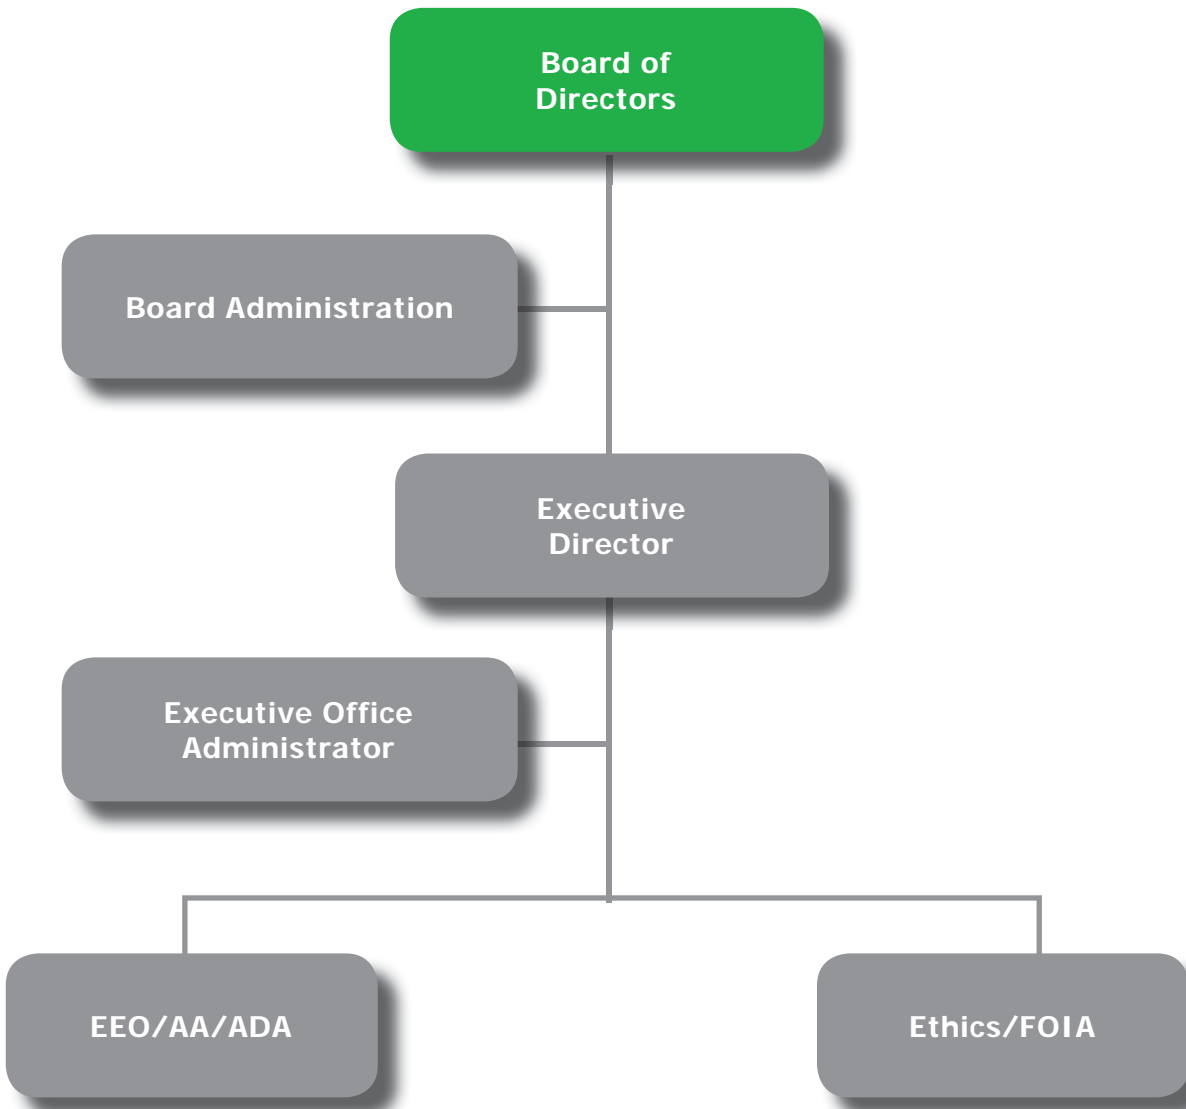 Board of
Directors
Board Administration
Executive
Director
Executive Office
Administrator
EEO/AA/ADA
Ethics/FOIA